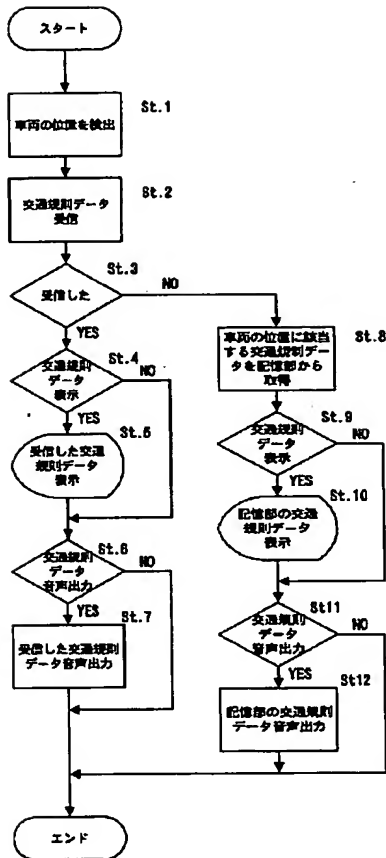 スタート
St.1
車両の位置を検出
St.2
交通規則データ
受信
St.3
受信した
NO
YES
St.4
交通規則
データ
表示
NO
YES
St.5
受信した交通
規則データ
表示
St.6
交通規則
データ
音声出力
NO
YES
St.7
受信した交通規則
データ音声出力
St.8
車両の位置に該当
する交通規制データ
を記憶部から
取得
St.9
交通規則
データ
表示
NO
YES
St.10
記憶部の交通
規則データ
表示
St11
交通規則
データ
音声出力
NO
YES
St12
記憶部の交通規則
データ音声出力
エンド